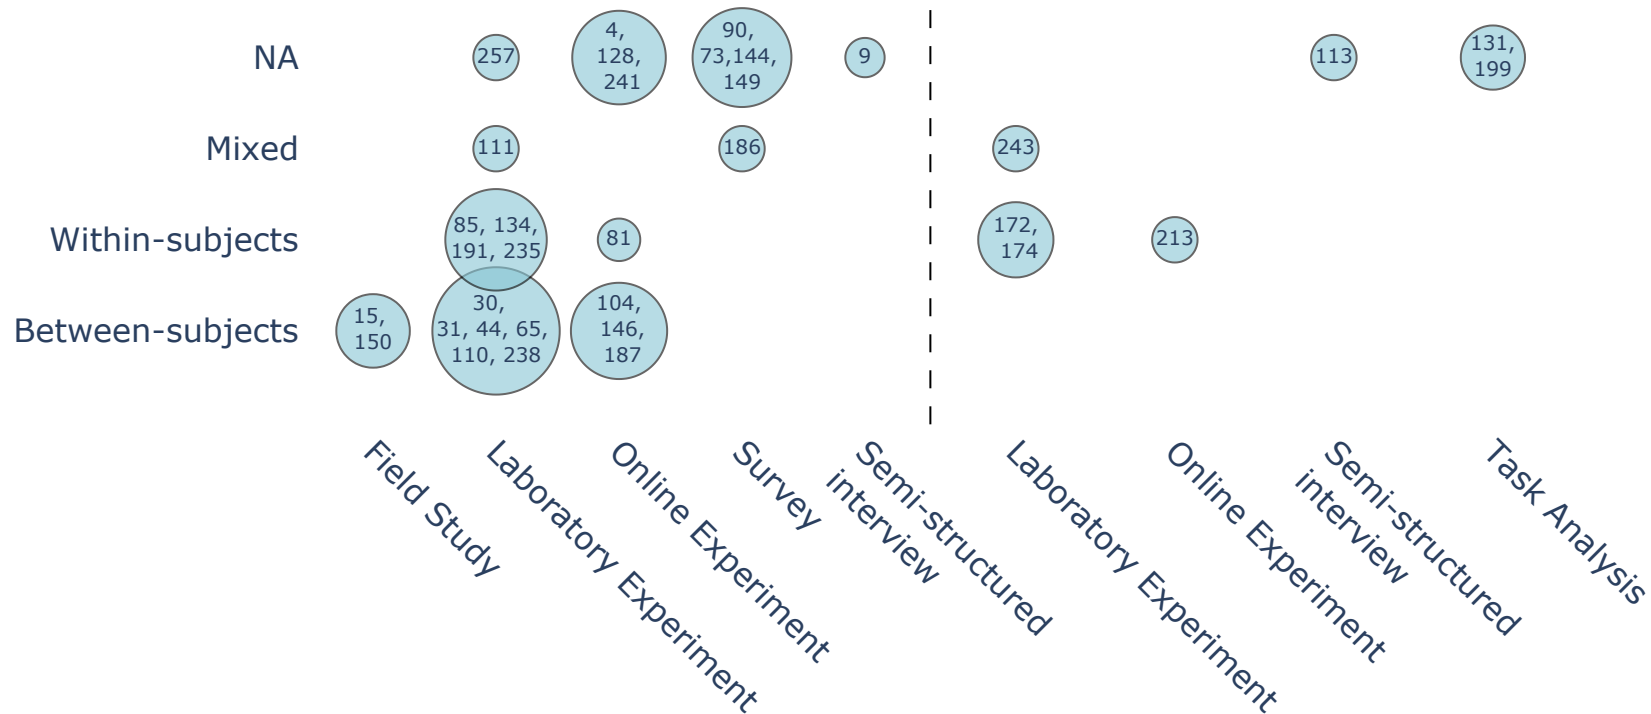 NA
257
4,
128,
241
90,
73,144,
149
9
113
131,
199
Mixed
111
186
243
Within-subjects
85, 134,
191, 235
81
172,
174
213
Between-subjects
15,
150
30,
31, 44, 65,
110, 238
104,
146,
187
Field Study
Laboratory Experiment
Online Experiment
Survey
Semi-structured
interview
Laboratory Experiment
Online Experiment
Semi-structured
interview
Task Analysis